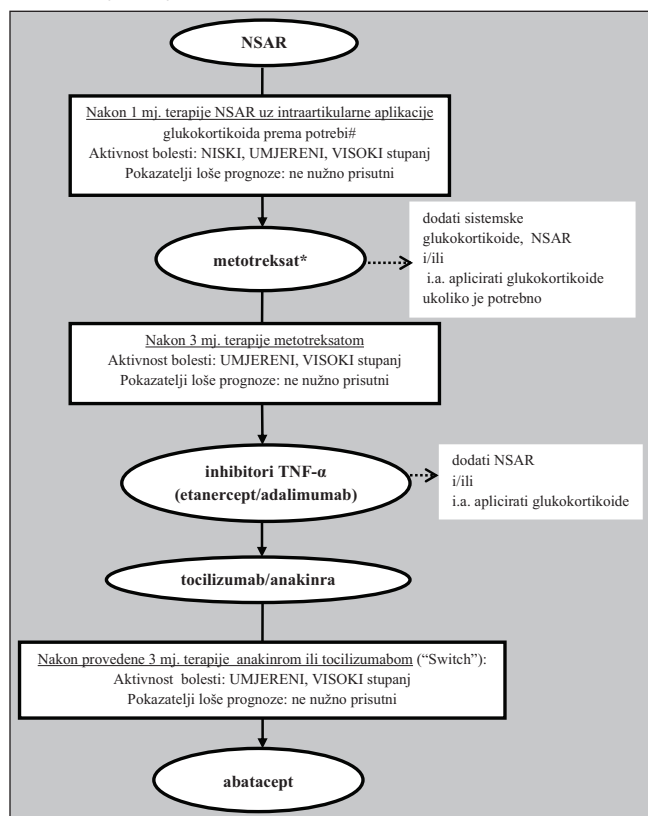 NSAR
Nakon 1 mj. terapije NSAR uz intraartikularne aplikacije
glukokortikoida prema potrebi#
Aktivnost bolesti: NISKI, UMJERENI, VISOKI stupanj
Pokazatelji loše prognoze: ne nužno prisutni
metotreksat*
dodati sistemske
glukokortikoide, NSAR
i/ili
i.a. aplicirati glukokortikoide
ukoliko je potrebno
Nakon 3 mj. terapije metotreksatom
Aktivnost bolesti: UMJERENI, VISOKI stupanj
Pokazatelji loše prognoze: ne nužno prisutni
inhibitori TNF-α
(etanercept/adalimumab)
dodati NSAR
i/ili
i.a. aplicirati glukokortikoide
tocilizumab/anakinra
Nakon provedene 3 mj. terapije anakinrom ili tocilizumabom (“Switch”):
Aktivnost bolesti: UMJERENI, VISOKI stupanj
Pokazatelji loše prognoze: ne nužno prisutni
abatacept